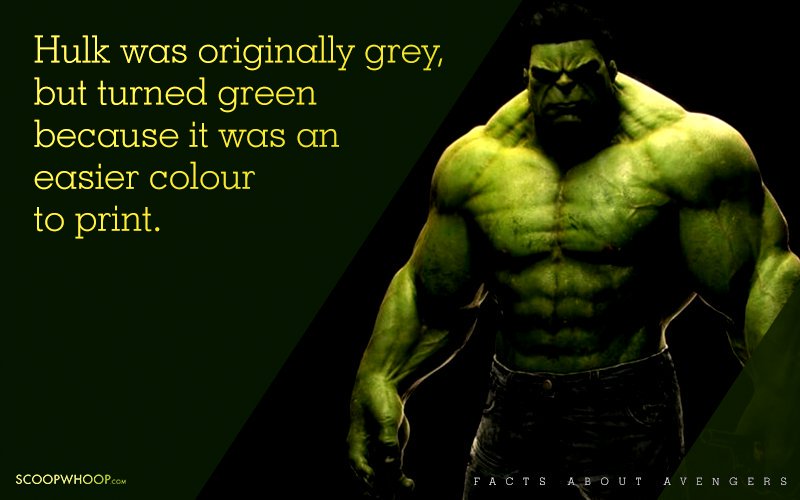 Hulk was originally grey,
but turned green
because it was an
easier colour
to print.
SCOOPWHOOP.COM
FACTS ABOUT AVENGERS